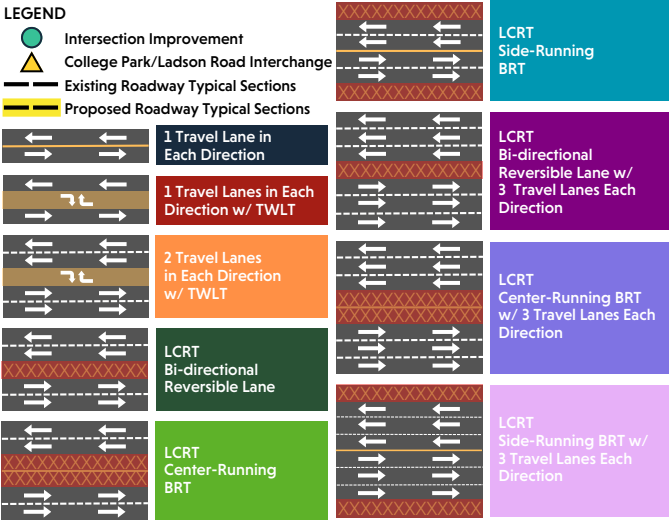 LEGEND
Intersection Improvement
College Park/Ladson Road Interchange
Existing Roadway Typical Sections
Proposed Roadway Typical Sections
1 Travel Lane in
Each Direction
1 Travel Lanes in Each
Direction w/ TWLT
2 Travel Lanes
in Each Direction
w/ TWLT
LCRT
Bi-directional
Reversible Lane
LCRT
Center-Running
BRT
LCRT
Side-Running
BRT
LCRT
Bi-directional
Reversible Lane w/
3 Travel Lanes Each
Direction
LCRT
Center-Running BRT
w/ 3 Travel Lanes Each
Direction
LCRT
Side-Running BRT w/
3 Travel Lanes Each
Direction